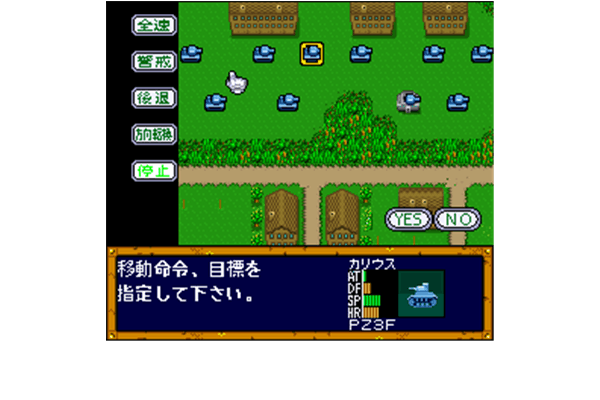 全速
警戒
後退
方向転換
停止
YES NO
移動命令、目標を
指定して下さい。
カリウス
AT
DF
SP
HR
PZ3F